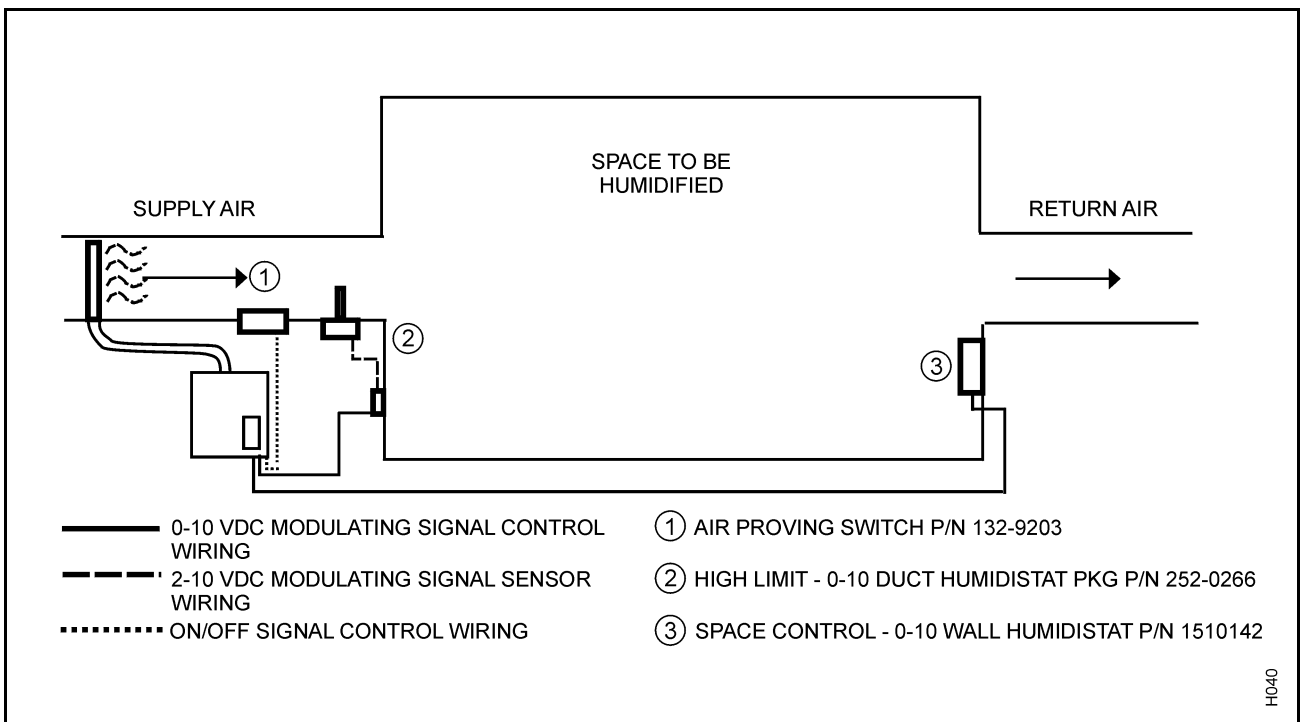 SPACE TO BE
HUMIDIFIED
SUPPLY AIR
RETURN AIR
1
2
3
0-10 VDC MODULATING SIGNAL CONTROL
WIRING
2-10 VDC MODULATING SIGNAL SENSOR
WIRING
ON/OFF SIGNAL CONTROL WIRING
1 AIR PROVING SWITCH P/N 132-9203
2 HIGH LIMIT - 0-10 DUCT HUMIDISTAT PKG P/N 252-0266
3 SPACE CONTROL - 0-10 WALL HUMIDISTAT P/N 1510142
H040